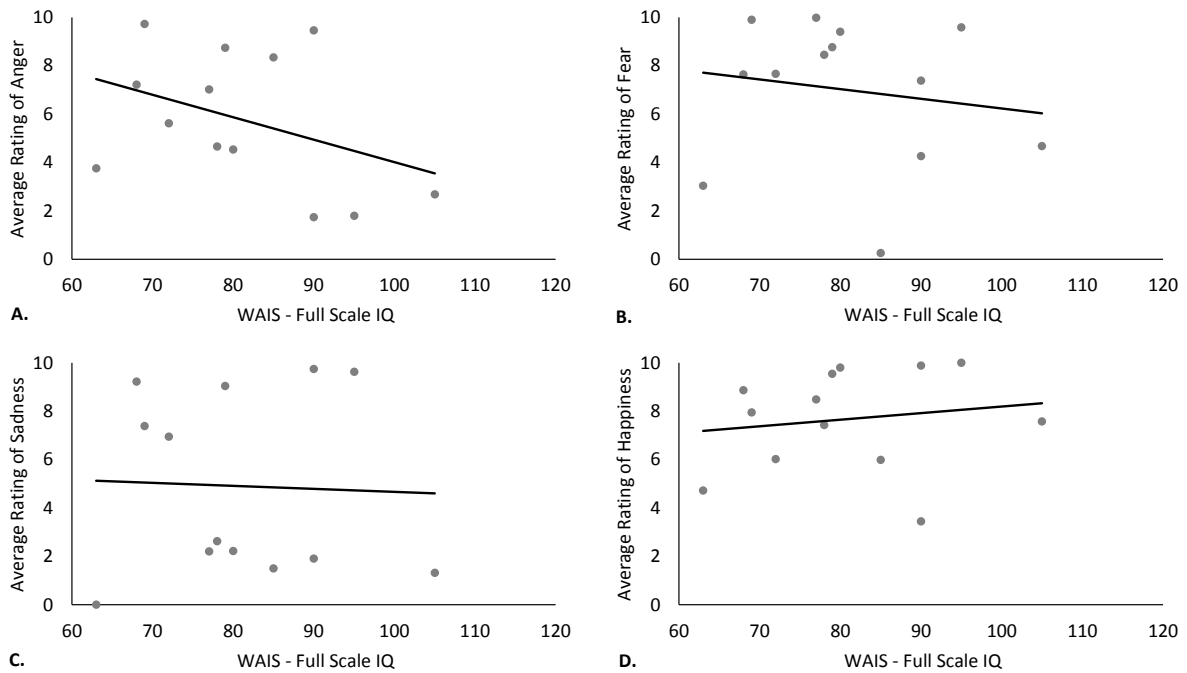 10
8
6
4
2
0
Average Rating of Anger
60 70 80 90 100 110 120
WAIS - Full Scale IQ
A.
10
8
6
4
2
0
Average Rating of Fear
60 70 80 90 100 110 120
WAIS - Full Scale IQ
B.
10
8
6
4
2
0
Average Rating of Sadness
60 70 80 90 100 110 120
WAIS - Full Scale IQ
C.
10
8
6
4
2
0
Average Rating of Happiness
60 70 80 90 100 110 120
WAIS - Full Scale IQ
D.